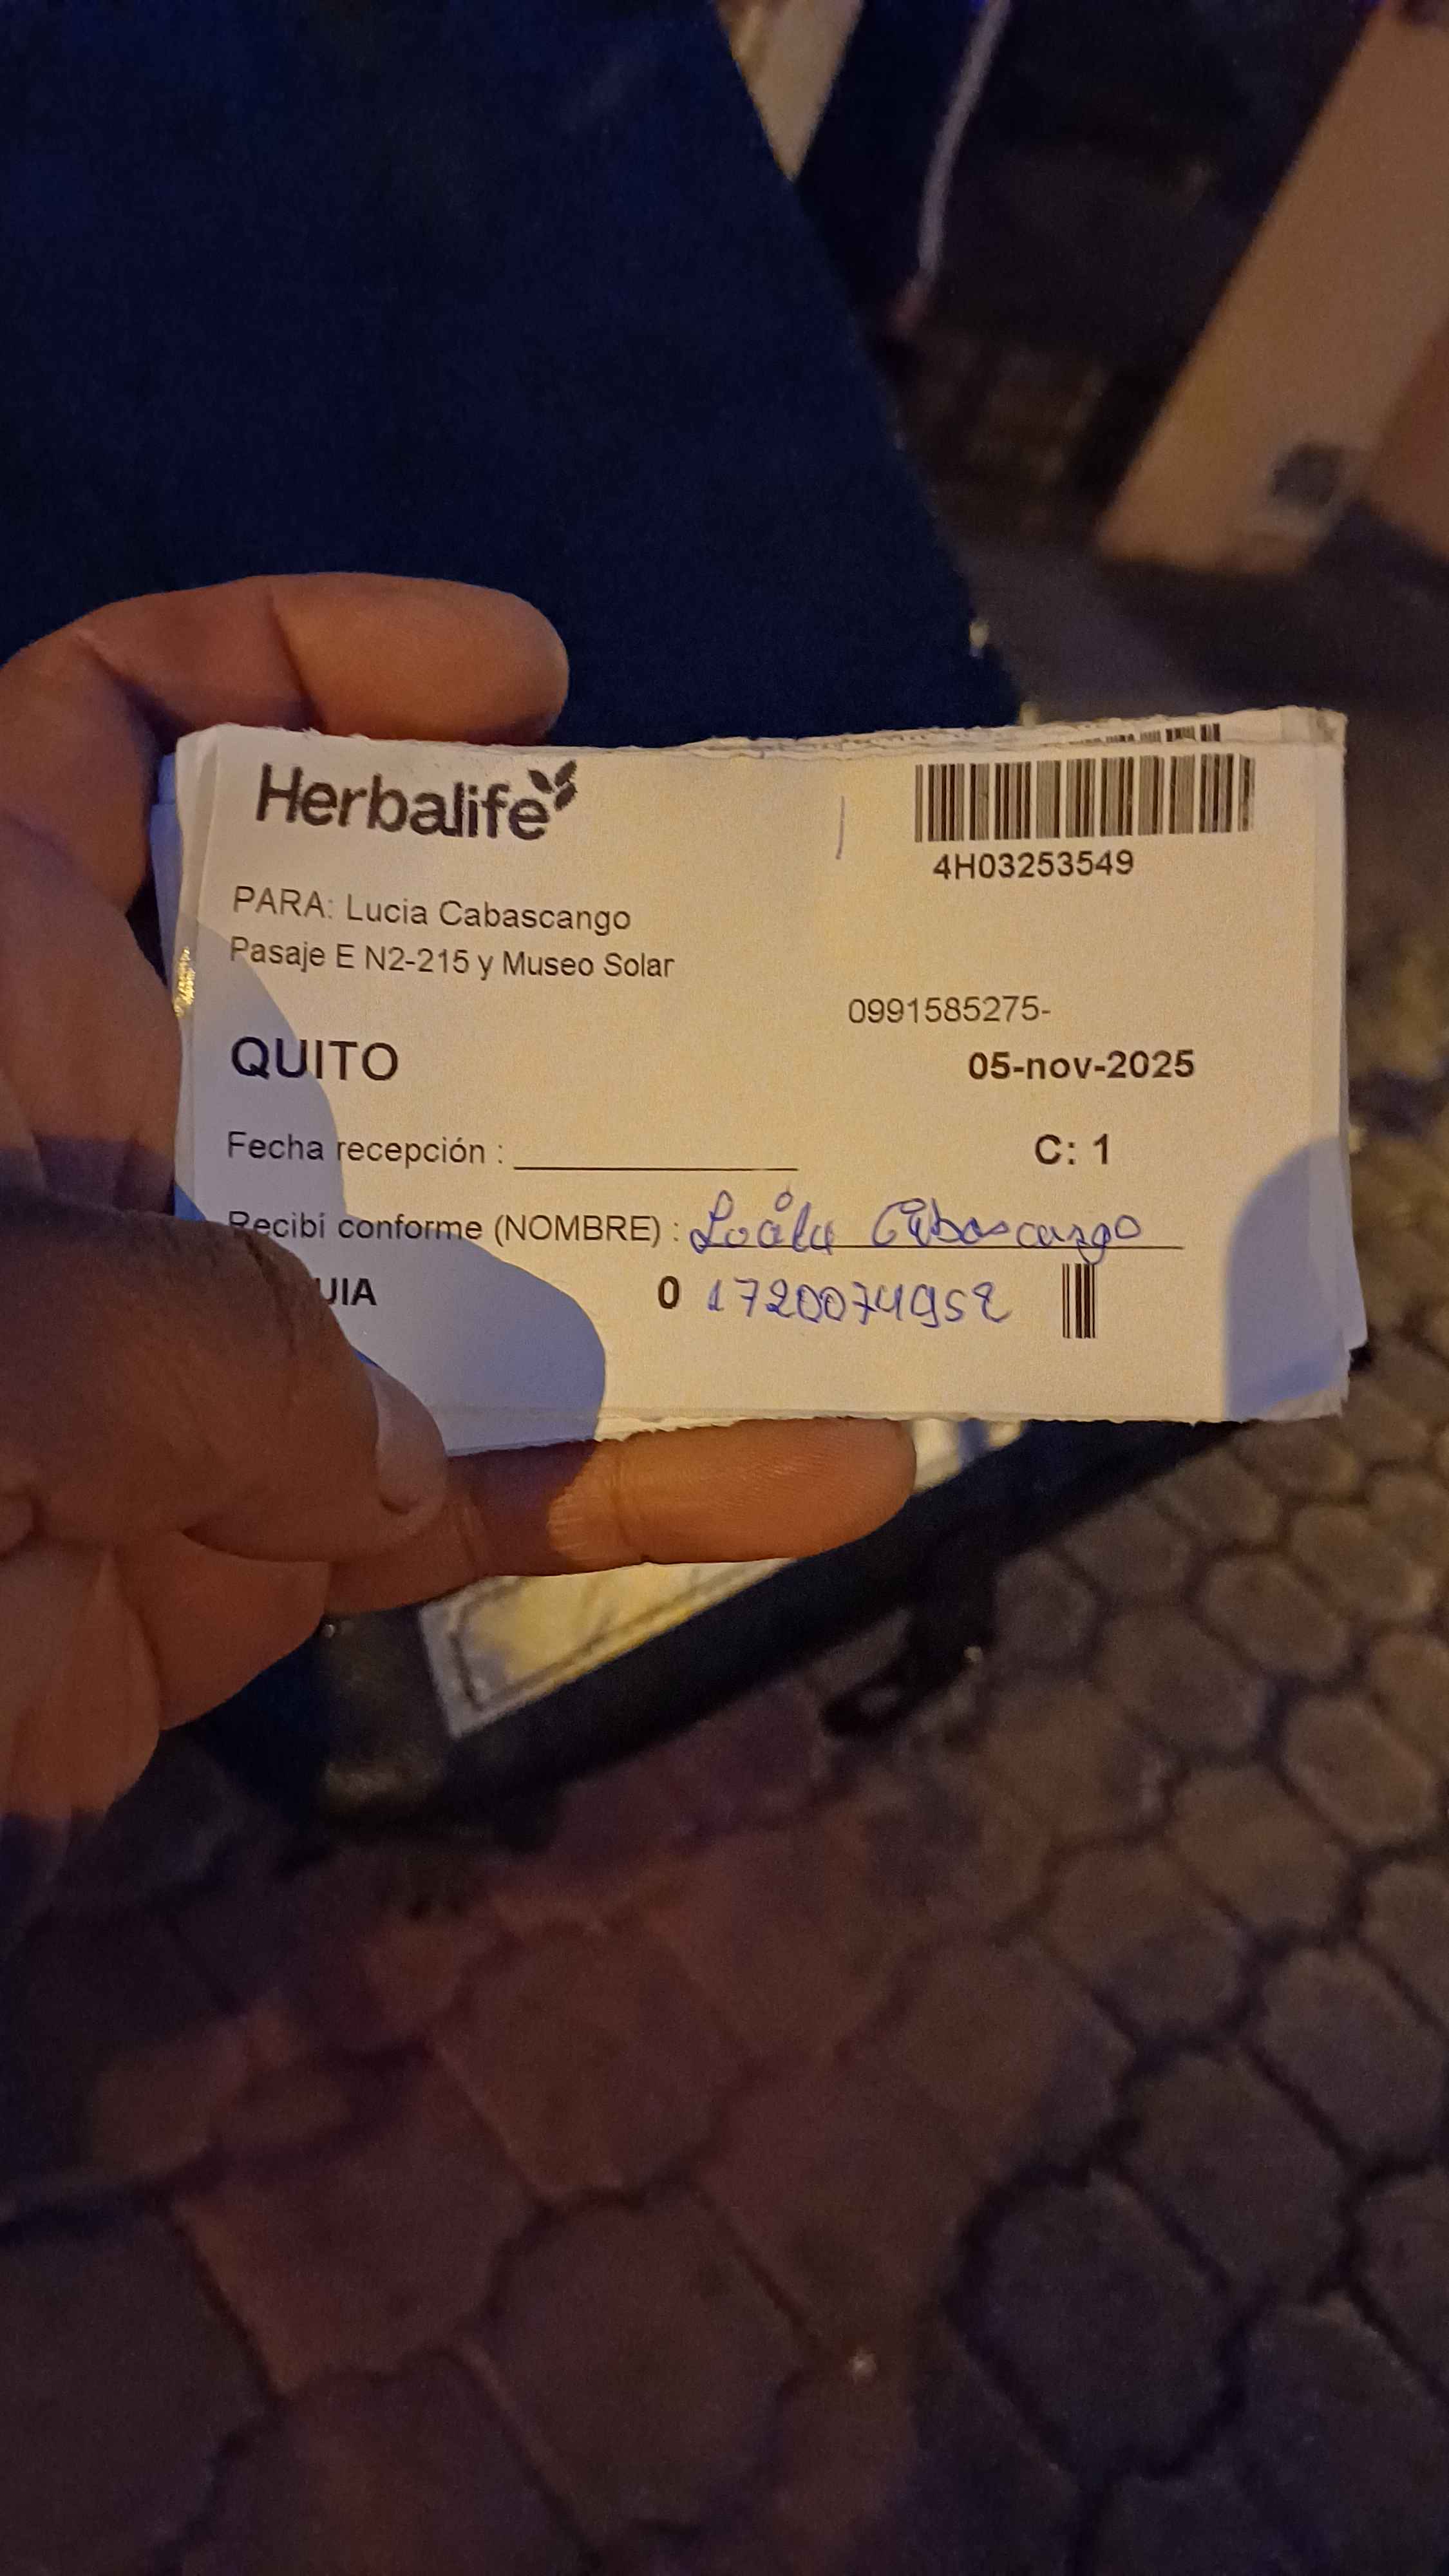 Herbalife
4H03253549
PARA: Lucia Cabascango
Pasaje E N2-215 y Museo Solar
0991585275-
QUITO
05-nov-2025
Fecha recepción :
C: 1
Recibí conforme (NOMBRE) : Cabascango
UIA 0 1720074952